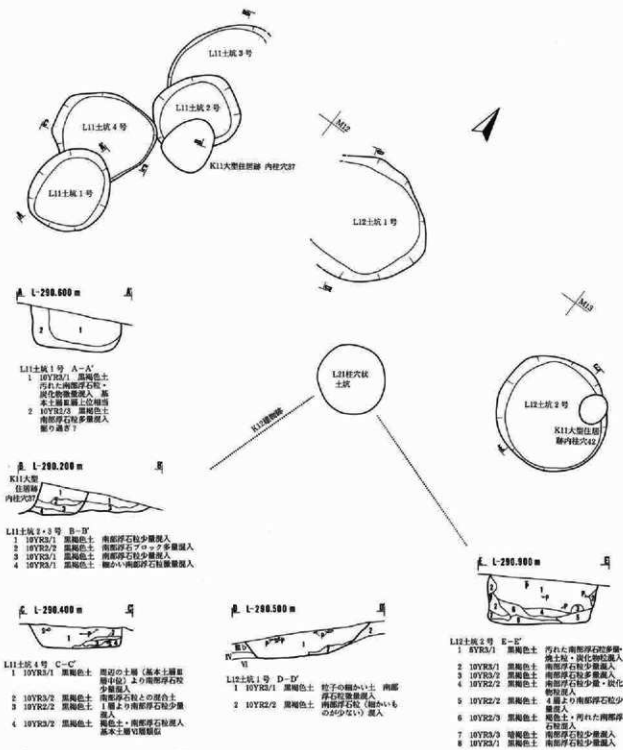 L11土坑3号
L11土坑2号
L11土坑4号
K11大型住居跡 内柱穴37
L11土坑1号
M12
L12土坑1号
M13
L21柱穴状
土坑
K12建物跡
L12土坑2号
K11大型住居
跡内柱穴42
A L-290.600m A'
2 1
L11土坑1号 A-A'
1 10YR3/1 黒褐色土
汚れた南部浮石粒・
炭化物微量混入 基
本土層Ⅲ層上位相当
2 10YR2/3 黒褐色土
南部浮石粒多量混入
掘り過ぎ?
L-290.200m B'
K11大型
住居跡
内柱穴37
L11土坑2・3号 B-B'
1 10YR3/1 黒褐色土 南部浮石粒少量混入
2 10YR2/2 黒褐色土 南部浮石ブロック多量混入
3 10YR3/1 黒褐色土 南部浮石粒少量混入
4 10YR3/1 黒褐色土 細かい南部浮石粒微量混入
C L-290.400m C'
L11土坑4号 C-C'
1 10YR3/1 黒褐色土 周辺の土層(基本土層Ⅲ
層中位)より南部浮石粒
少量混入
2 10YR3/2 黒褐色土 南部浮石粒との混合土
3 10YR2/2 黒褐色土 1層より南部浮石粒少量
混入
4 10YR3/2 黒褐色土 褐色土・南部浮石粒混入
基本土層Ⅵ層類似
D L-290.500m D'
L12土坑1号 D-D'
1 10YR3/1 黒褐色土 粒子の細かい土 南部
浮石粒微量混入
2 10YR2/2 黒褐色土 南部浮石粒(細かいも
のが少ない)混入
E L-290.900m E'
L12土坑2号 E-E'
1 5YR3/1 黒褐色土 汚れた南部浮石粒多量・
焼土粒・炭化物粒混入
2 10YR3/1 黒褐色土 南部浮石粒少量混入
3 10YR3/2 黒褐色土 南部浮石粒多量混入
4 10YR2/2 黒褐色土 南部浮石粒少量・炭化
物粒混入
5 10YR2/2 黒褐色土 4層より南部浮石粒少
量混入
6 10YR2/3 黒褐色土 褐色土・汚れた南部浮
石粒混入
7 10YR3/3 暗褐色土 南部浮石粒少量混入
8 10YR3/1 黒褐色土 南部浮石粒少量混入